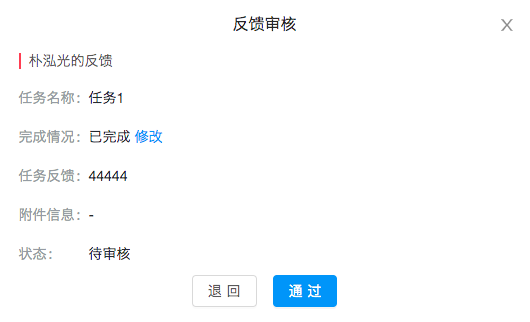 反馈审核
朴泓光的反馈
任务名称：任务1
完成情况：已完成 修改
任务反馈：44444
附件信息：-
状态：待审核
退 回 通 过